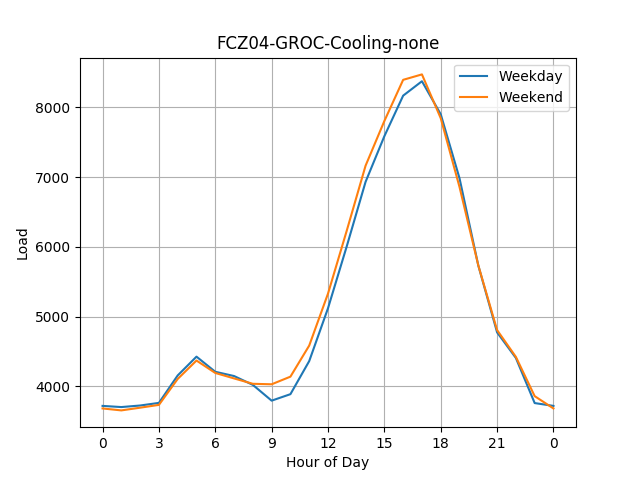 FCZ04-GROC-Cooling-none
Weekday
Weekend
8000
7000
6000
5000
4000
Load
0 3 6 9 12 15 18 21 0
Hour of Day